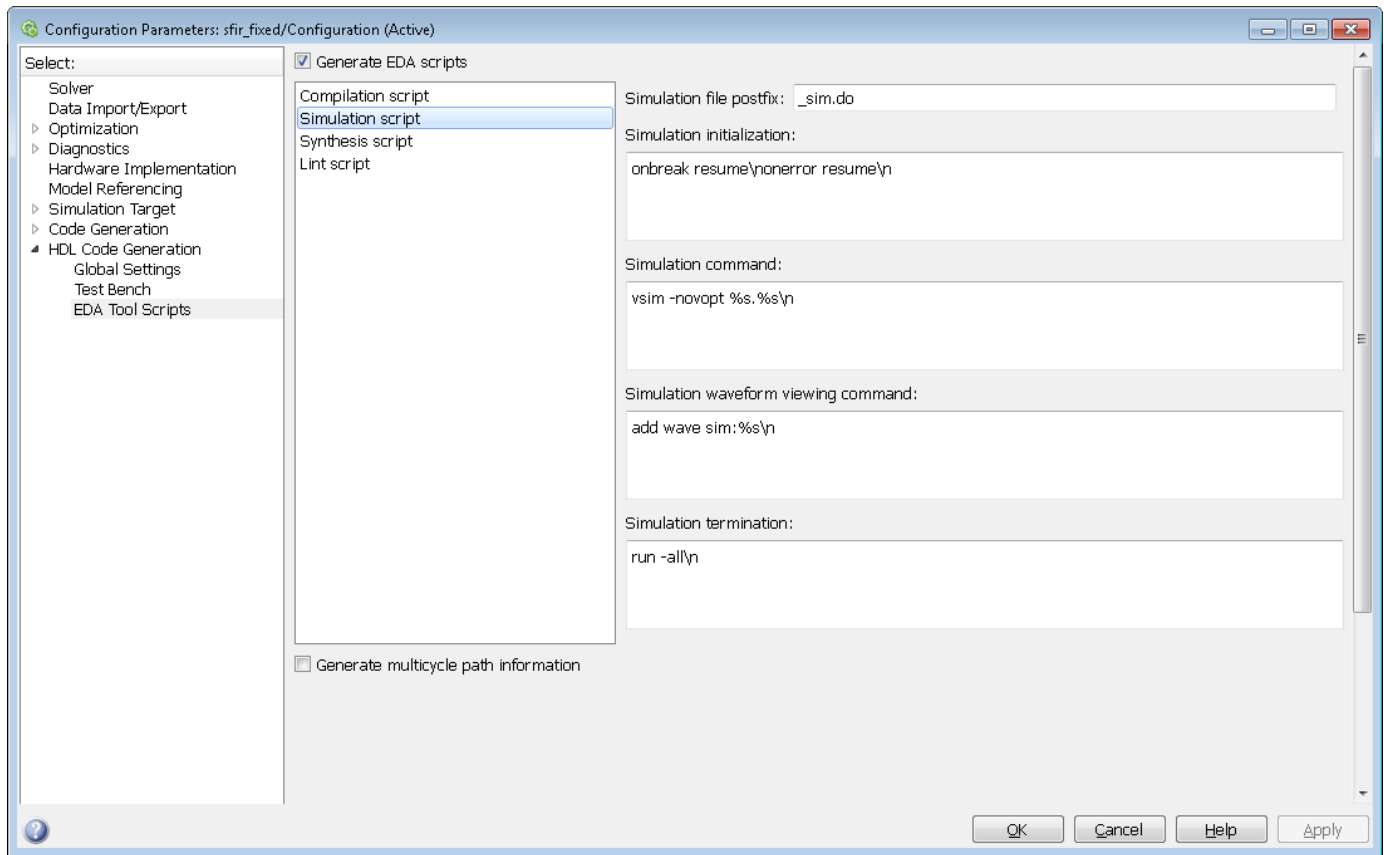 Configuration Parameters: sfir_fixed/Configuration (Active)
Select:
Solver
Data Import/Export
Optimization
Diagnostics
Hardware Implementation
Model Referencing
Simulation Target
Code Generation
HDL Code Generation
Global Settings
Test Bench
EDA Tool Scripts
Generate EDA scripts
Compilation script
Simulation script
Synthesis script
Lint script
Simulation file postfix: _sim.do
Simulation initialization:
onbreak resume\nonerror resume\n
Simulation command:
vsim -novopt %s.%s\n
Simulation waveform viewing command:
add wave sim:%s\n
Simulation termination:
run -all\n
Generate multicycle path information
OK
Cancel
Help
Apply